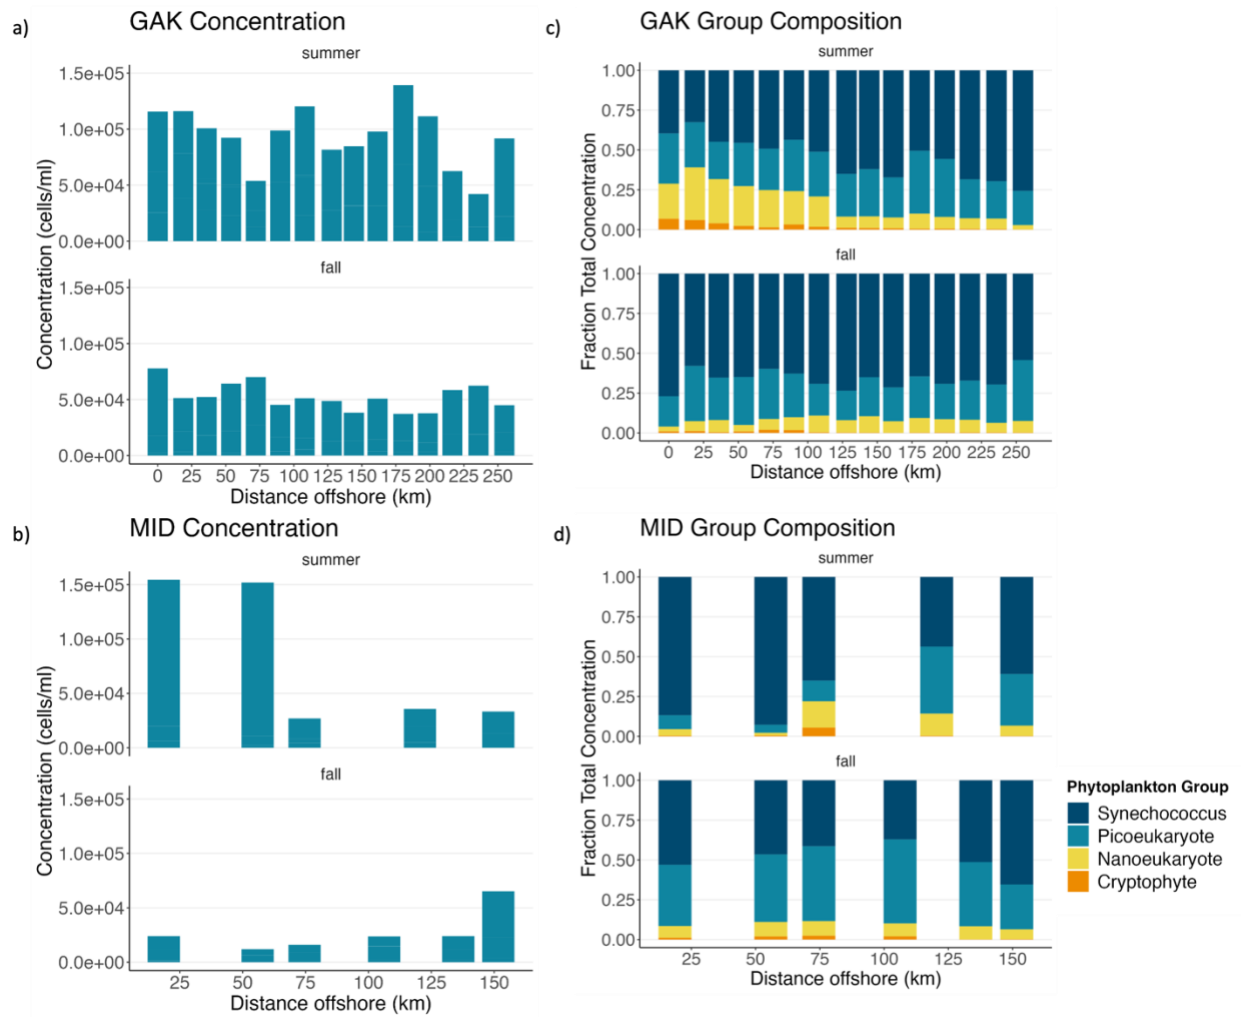 a)
GAK Concentration
summer
1.5e+05
1.0e+05
5.0e+04
0.0e+00
fall
1.5e+05
1.0e+05
5.0e+04
0.0e+00
Concentration (cells/ml)
0 25 50 75 100 125 150 175 200 225 250
Distance offshore (km)
c)
GAK Group Composition
summer
1.00
0.75
0.50
0.25
0.00
fall
1.00
0.75
0.50
0.25
0.00
Fraction Total Concentration
0 25 50 75 100 125 150 175 200 225 250
Distance offshore (km)
b)
MID Concentration
summer
1.5e+05
1.0e+05
5.0e+04
0.0e+00
fall
1.5e+05
1.0e+05
5.0e+04
0.0e+00
Concentration (cells/ml)
25 50 75 100 125 150
Distance offshore (km)
d)
MID Group Composition
summer
1.00
0.75
0.50
0.25
0.00
fall
1.00
0.75
0.50
0.25
0.00
Fraction Total Concentration
25 50 75 100 125 150
Distance offshore (km)
Phytoplankton Group
Synechococcus
Picoeukaryote
Nanoeukaryote
Cryptophyte